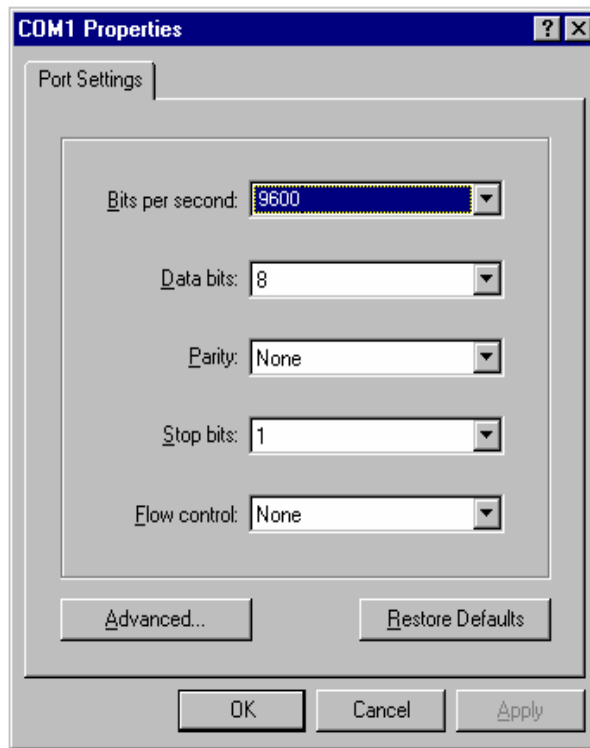 COM1 Properties
Port Settings
Bits per second: 9600
Data bits: 8
Parity: None
Stop bits: 1
Flow control: None
Advanced... Restore Defaults
OK Cancel Apply